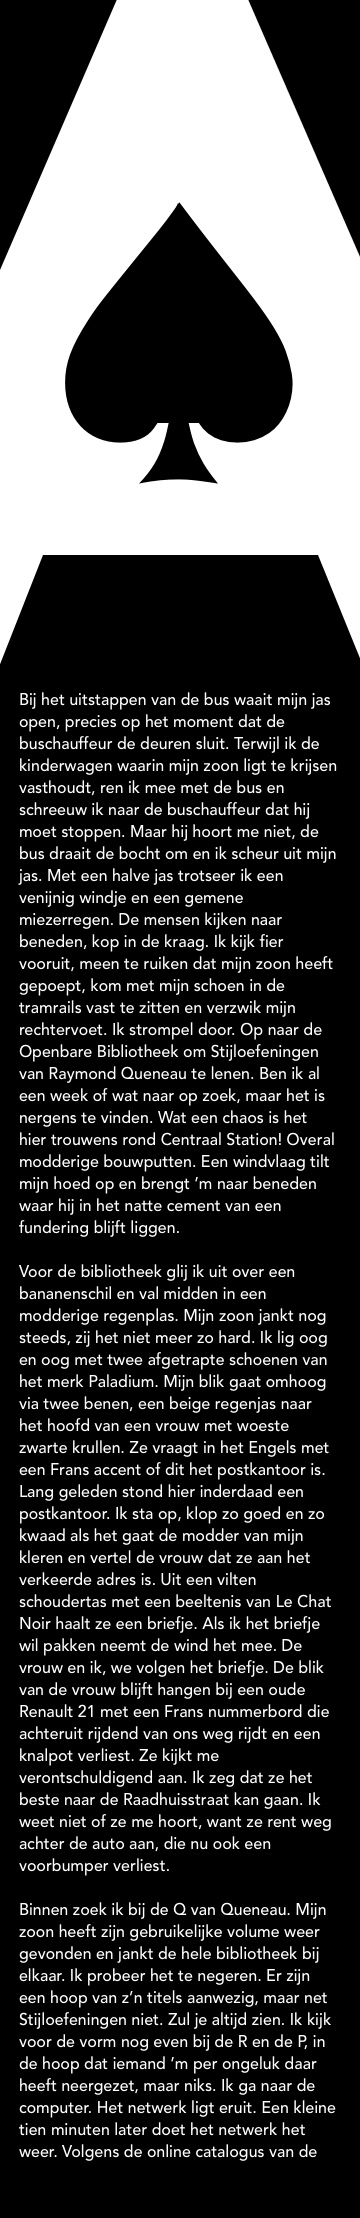 A
Bij het uitstappen van de bus waait mijn jas
open, precies op het moment dat de
buschauffeur de deuren sluit. Terwijl ik de
kinderwagen waarin mijn zoon ligt te krijsen
vasthoudt, ren ik mee met de bus en
schreeuw ik naar de buschauffeur dat hij
moet stoppen. Maar hij hoort me niet, de
bus draait de bocht om en ik scheur uit mijn
jas. Met een halve jas trotseer ik een
venijnig windje en een gemene
miezerregen. De mensen kijken naar
beneden, kop in de kraag. Ik kijk fier
vooruit, meen te ruiken dat mijn zoon heeft
gepoept, kom met mijn schoen in de
tramrails vast te zitten en verzwik mijn
rechtervoet. Ik strompel door. Op naar de
Openbare Bibliotheek om Stijloefeningen
van Raymond Queneau te lenen. Ben ik al
een week of wat naar op zoek, maar het is
nergens te vinden. Wat een chaos is het
hier trouwens rond Centraal Station! Overal
modderige bouwputten. Een windvlaag tilt
mijn hoed op en brengt ’m naar beneden
waar hij in het natte cement van een
fundering blijft liggen.
Voor de bibliotheek glij ik uit over een
bananenschil en val midden in een
modderige regenplas. Mijn zoon jankt nog
steeds, zij het niet meer zo hard. Ik lig oog
en oog met twee afgetrapte schoenen van
het merk Paladium. Mijn blik gaat omhoog
via twee benen, een beige regenjas naar
het hoofd van een vrouw met woeste
zwarte krullen. Ze vraagt in het Engels met
een Frans accent of dit het postkantoor is.
Lang geleden stond hier inderdaad een
postkantoor. Ik sta op, klop zo goed en zo
kwaad als het gaat de modder van mijn
kleren en vertel de vrouw dat ze aan het
verkeerde adres is. Uit een vilten
schoudertas met een beeltenis van Le Chat
Noir haalt ze een briefje. Als ik het briefje
wil pakken neemt de wind het mee. De
vrouw en ik, we volgen het briefje. De blik
van de vrouw blijft hangen bij een oude
Renault 21 met een Frans nummerbord die
achteruit rijdend van ons weg rijdt en een
knalpot verliest. Ze kijkt me
verontschuldigend aan. Ik zeg dat ze het
beste naar de Raadhuisstraat kan gaan. Ik
weet niet of ze me hoort, want ze rent weg
achter de auto aan, die nu ook een
voorbumper verliest.
Binnen zoek ik bij de Q van Queneau. Mijn
zoon heeft zijn gebruikelijke volume weer
gevonden en jankt de hele bibliotheek bij
elkaar. Ik probeer het te negeren. Er zijn
een hoop van z’n titels aanwezig, maar net
Stijloefeningen niet. Zul je altijd zien. Ik kijk
voor de vorm nog even bij de R en de P, in
de hoop dat iemand ’m per ongeluk daar
heeft neergezet, maar niks. Ik ga naar de
computer. Het netwerk ligt eruit. Een kleine
tien minuten later doet het netwerk het
weer. Volgens de online catalogus van de